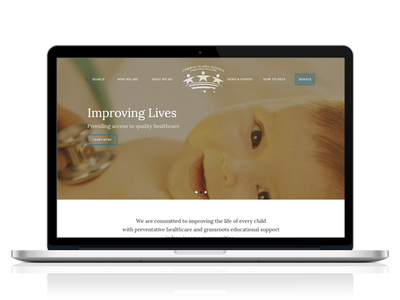 SEARCH
WHO WE ARE
WHAT WE DO
NEWS & EVENTS
HOW TO HELP
DONATE
Improving Lives
Providing access to quality healthcare
LEARN MORE
We are committed to improving the life of every child
with preventative healthcare and grassroots educational support